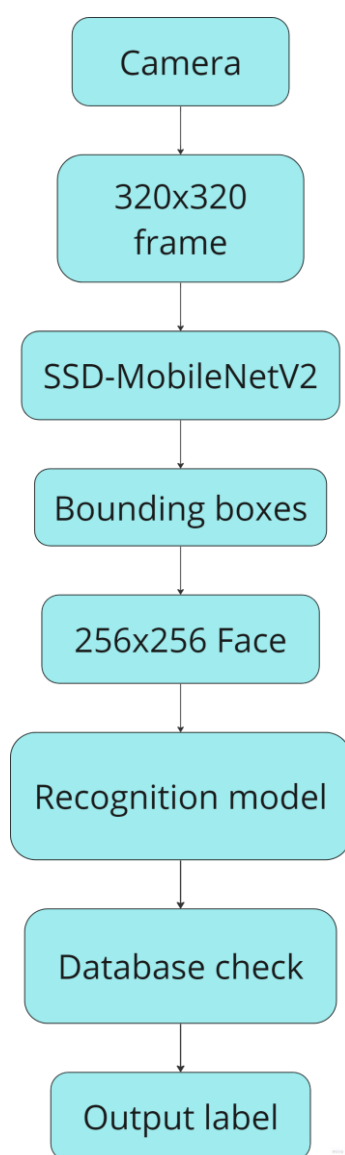 Camera
320x320
frame
SSD-MobileNetV2
Bounding boxes
256x256 Face
Recognition model
Database check
Output label